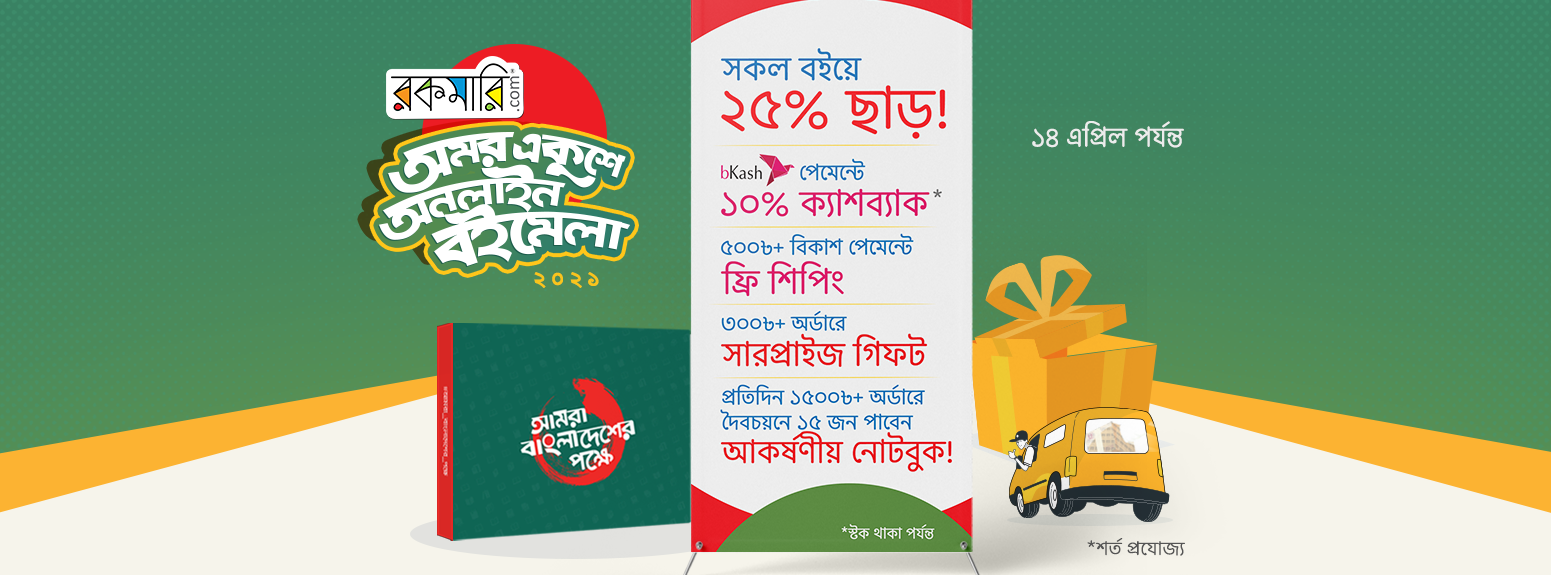 রকমারি
.com
অমর একুশে
অনলাইন
বইমেলা
২০২১
আমরা
বাংলাদেশের
পক্ষে
সকল বইয়ে
২৫% ছাড়!
bKash পেমেন্টে
১০% ক্যাশব্যাক*
৫০০৳+ বিকাশ পেমেন্টে
ফ্রি শিপিং
৩০০৳+ অর্ডারে
সারপ্রাইজ গিফট
প্রতিদিন ১৫০০৳+ অর্ডারে
দৈবচয়নে ১৫ জন পাবেন
আকর্ষণীয় নোটবুক!
*স্টক থাকা পর্যন্ত
১৪ এপ্রিল পর্যন্ত
*শর্ত প্রযোজ্য